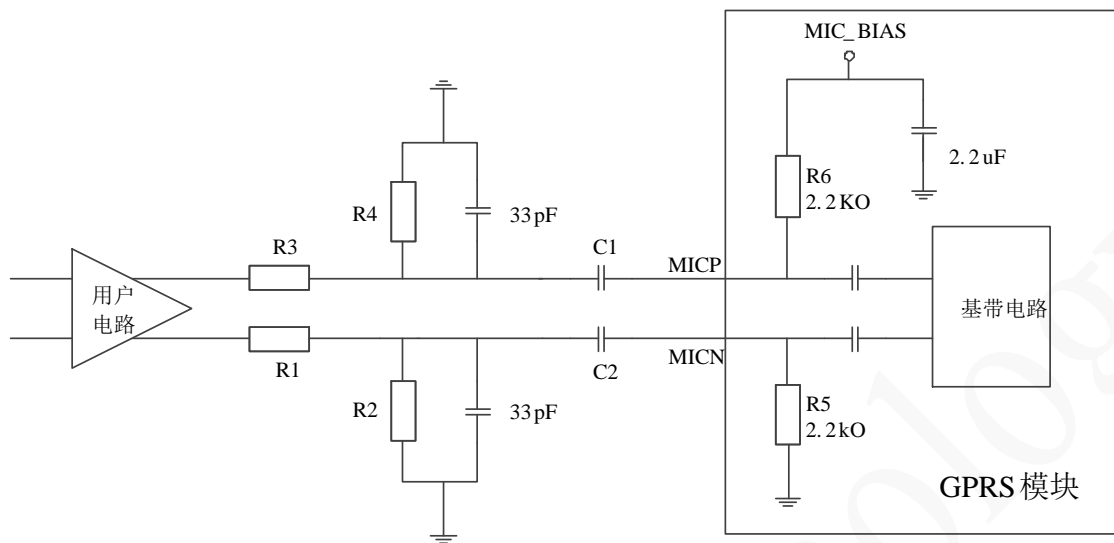 MIC_BIAS
2.2uF
R6
2.2KO
R4
33pF
R3
C1
MICP
用户
电路
基带电路
R1
C2
MICN
R2
33pF
R5
2.2kO
GPRS模块